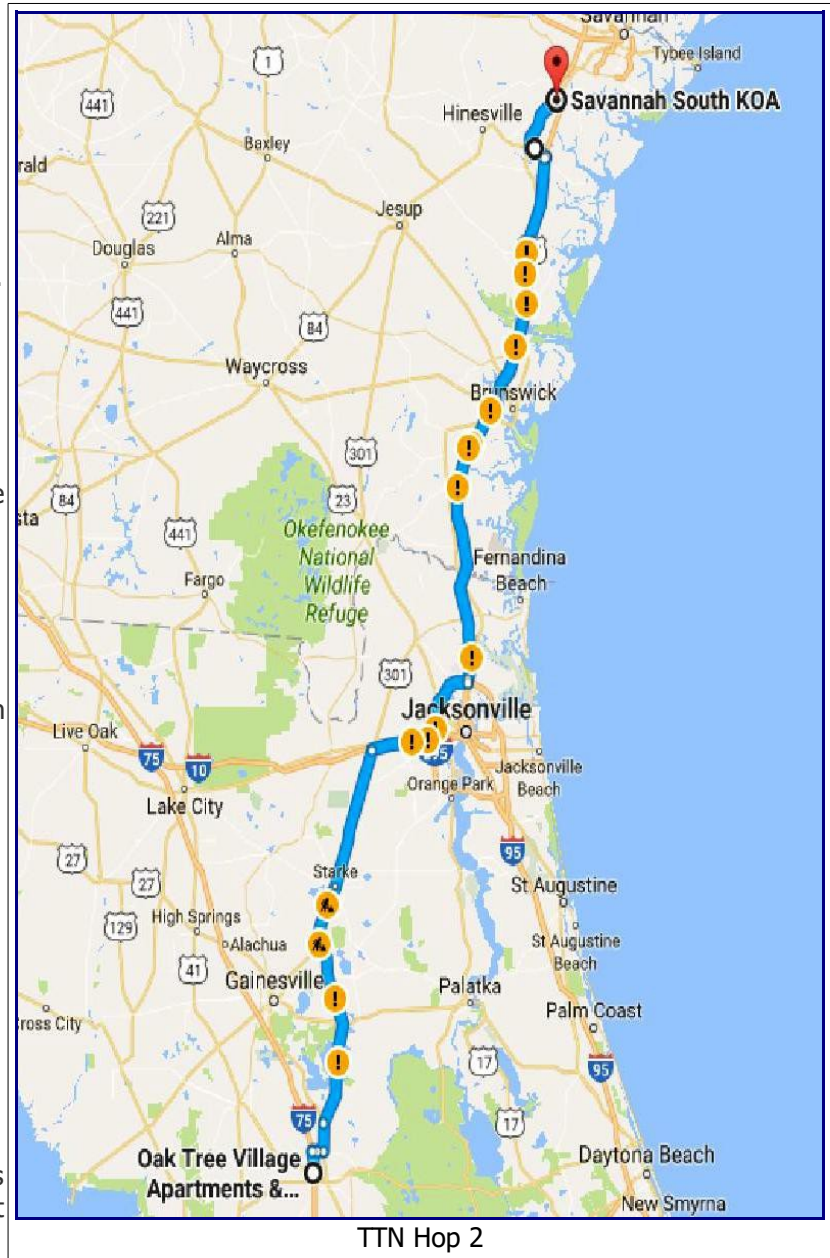 Savannah
Tybee Island
1
441
Savannah South KOA
Hinesville
Baxley
rald
Jesup
221
Douglas
Alma
441
84
Waycross
Brunswick
301
84
23
sta
441
Okefenokee
National
Wildlife
Refuge
Fernandina
Beach
Fargo
301
Jacksonville
Live Oak
75
10
95
Jacksonville
Beach
Orange Park
Lake City
27
95
27
Starke
St Augustine
High Springs
129
Alachua
St Augustine
Beach
41
Gainesville
Palatka
Palm Coast
Cross City
17
95
75
17
Oak Tree Village
Apartments &...
Daytona Beach
New Smyrna
TTN Hop 2